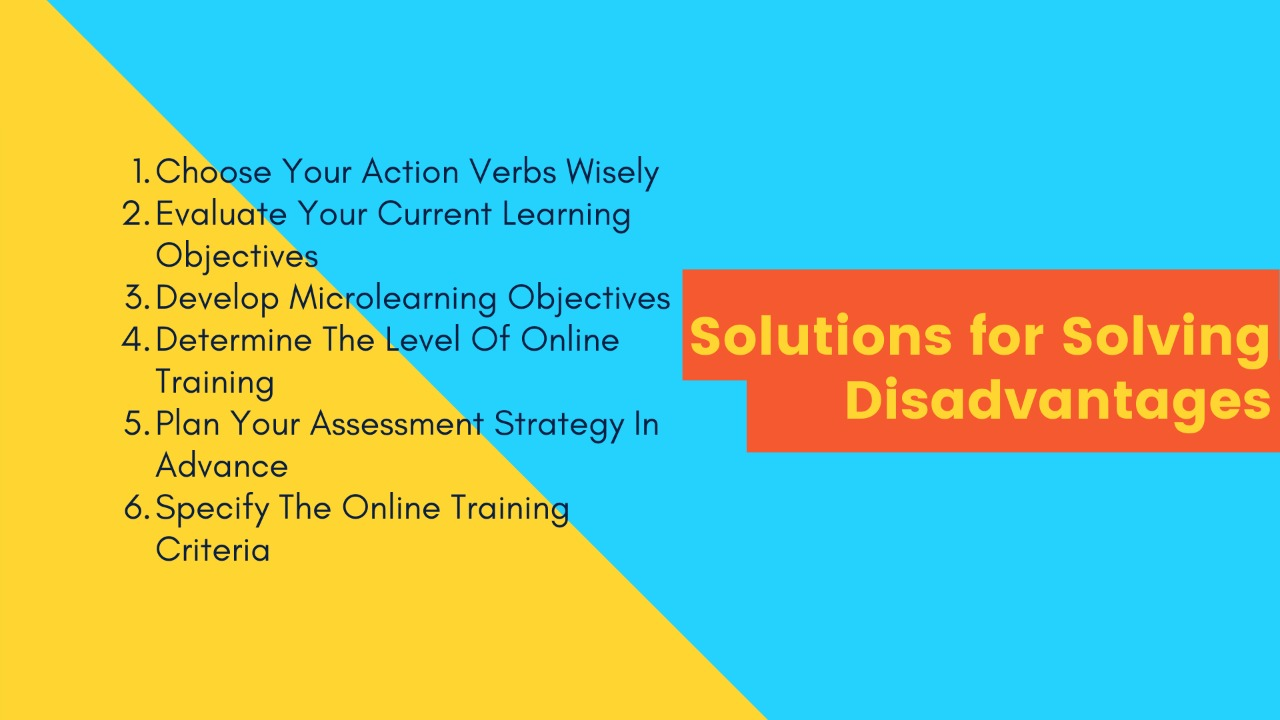 1. Choose Your Action Verbs Wisely
2. Evaluate Your Current Learning
Objectives
3. Develop Microlearning Objectives
4. Determine The Level Of Online
Training
5. Plan Your Assessment Strategy In
Advance
6. Specify The Online Training
Criteria
Solutions for Solving
Disadvantages